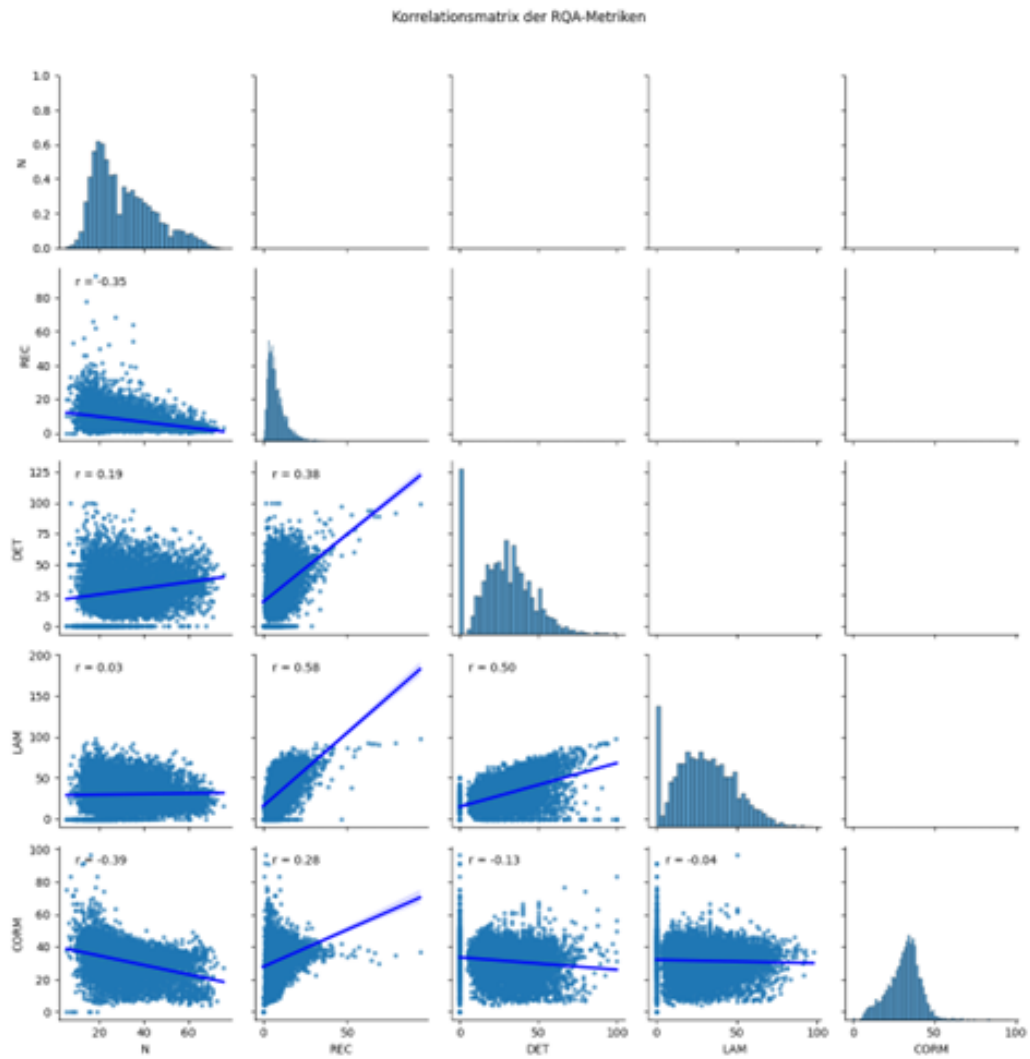 Korrelationsmatrix der RQA-Metriken
1.0
0.8
0.6
0.4
0.2
0.0
N
r = -0.35
80
60
40
20
0
REC
r = 0.19
r = 0.38
125
100
75
50
25
0
DET
r = 0.03
r = 0.58
r = 0.50
200
150
100
50
0
LAM
r = -0.39
r = 0.28
r = -0.13
r = -0.04
100
80
60
40
20
0
CORM
20 40 60 0 50 0 50 100 0 50 100 0 50 100
N REC DET LAM CORM